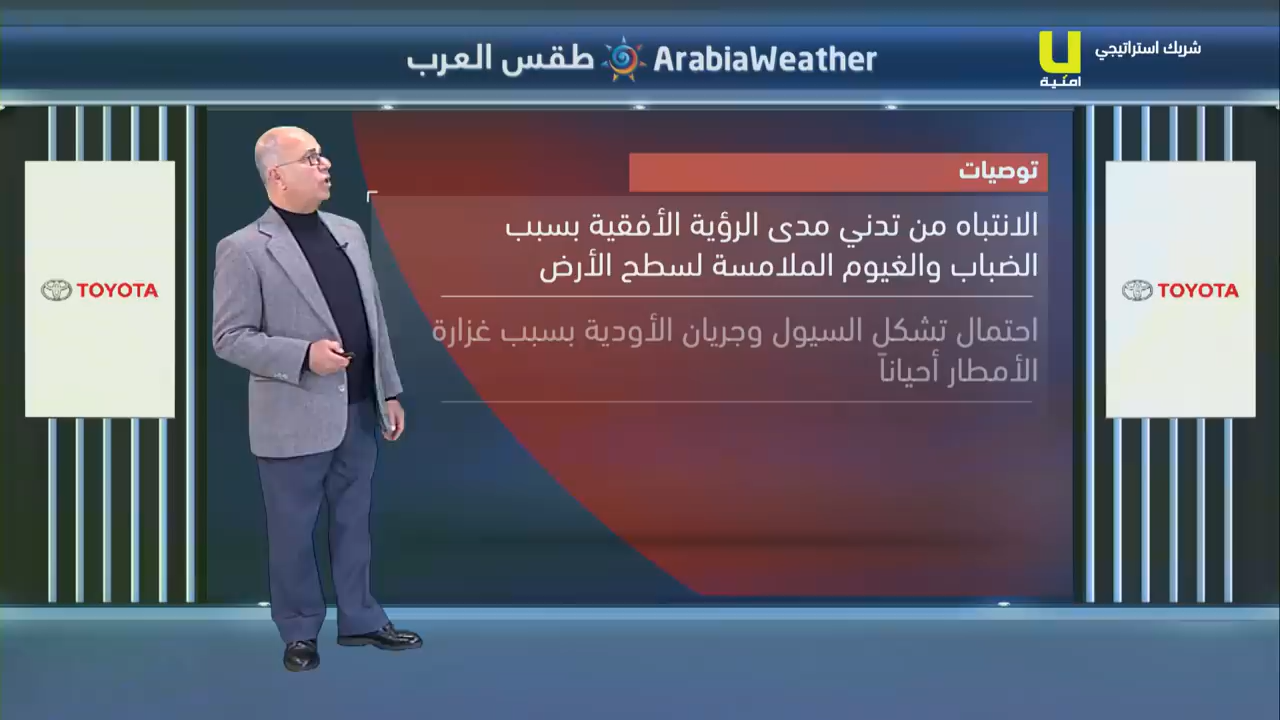 شريك استراتيجي
امنية
طقس العرب ArabiaWeather
توصيات
الانتباه من تدني مدى الرؤية الأفقية بسبب
الضباب والغيوم الملامسة لسطح الأرض
احتمال تشكل السيول وجريان الأودية بسبب غزارة
الأمطار أحياناً
TOYOTA
TOYOTA